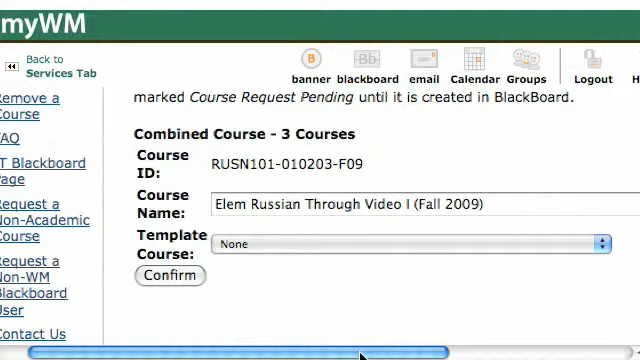 myWM
Back to
Services Tab
banner
blackboard
email
Calendar
Groups
Logout
marked Course Request Pending until it is created in BlackBoard.
Remove a
Course
FAQ
IT Blackboard
Page
Request a
Non-Academic
Course
Request a
Non-WM
Blackboard
User
Contact Us
Combined Course - 3 Courses
Course ID: RUSN101-010203-F09
Course Name: Elem Russian Through Video I (Fall 2009)
Template Course: None
Confirm